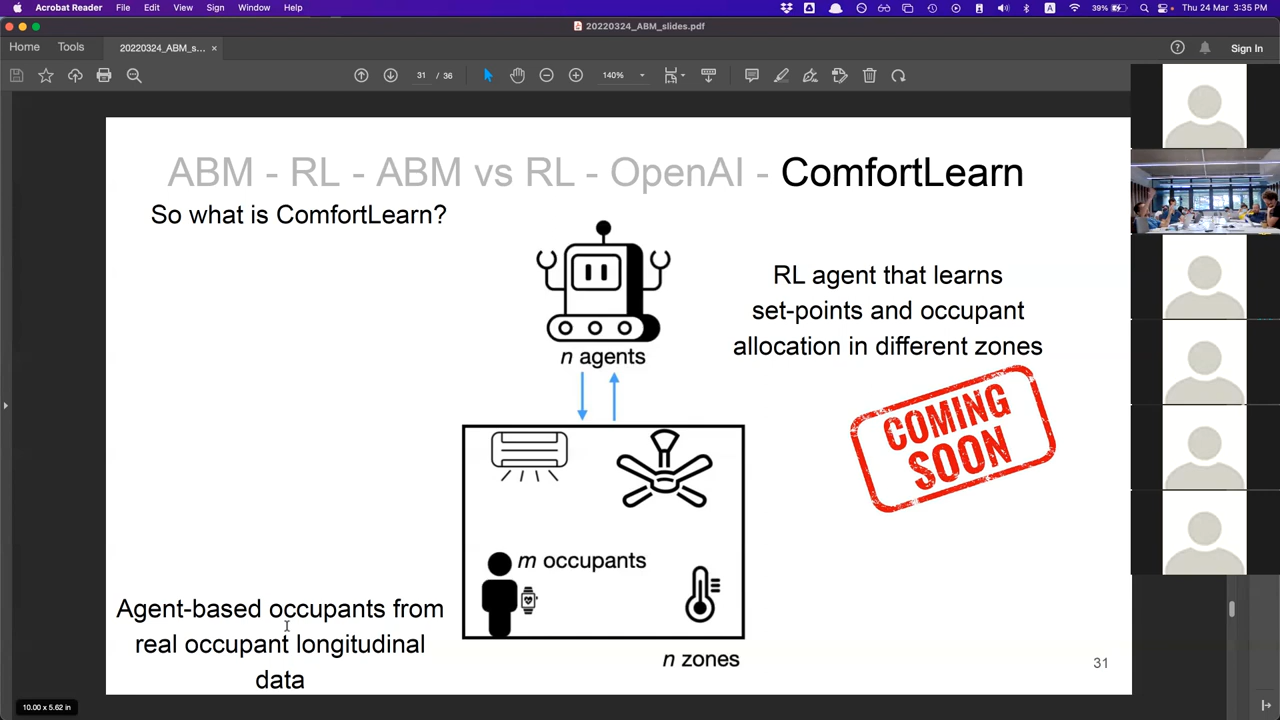 Acrobat Reader File Edit View Sign Window Help
39% Thu 24 Mar 3:35 PM
20220324_ABM_slides.pdf
Home Tools 20220324_ABM_s... × Sign In
31 / 36 140%
ABM - RL - ABM vs RL - OpenAI - ComfortLearn
So what is ComfortLearn?
RL agent that learns
set-points and occupant
allocation in different zones
n agents
COMING
SOON
m occupants
Agent-based occupants from
real occupant longitudinal
data
n zones
31
10.00 x 5.62 in